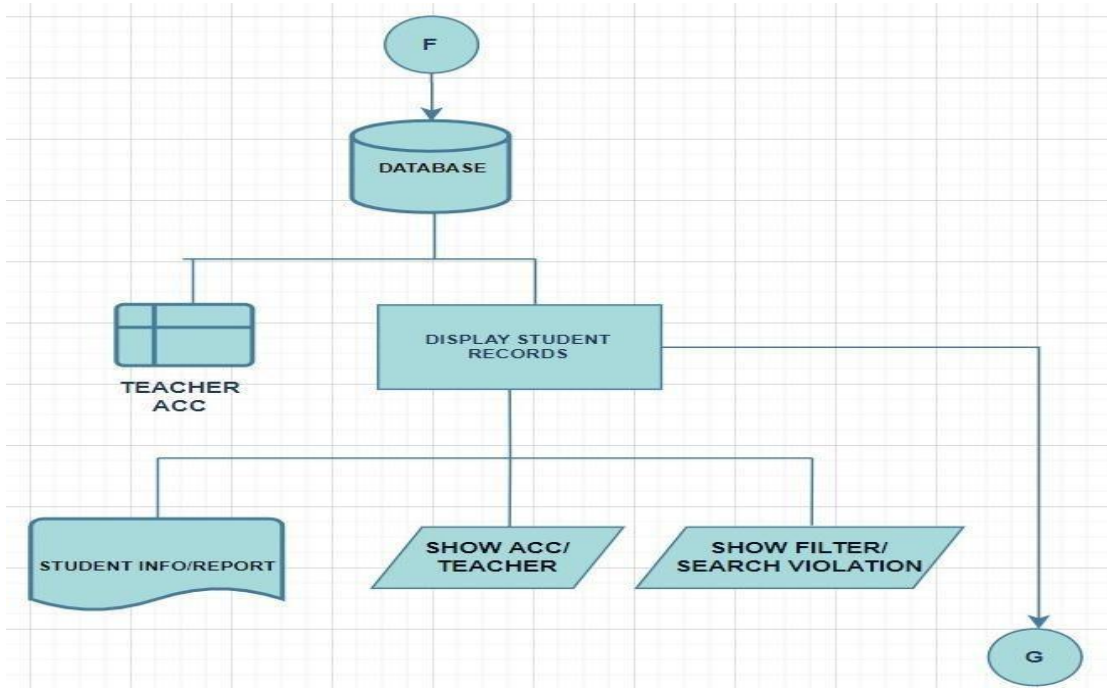 F
DATABASE
DISPLAY STUDENT
RECORDS
TEACHER
ACC
STUDENT INFO/REPORT
SHOW ACC/
TEACHER
SHOW FILTER/
SEARCH VIOLATION
G